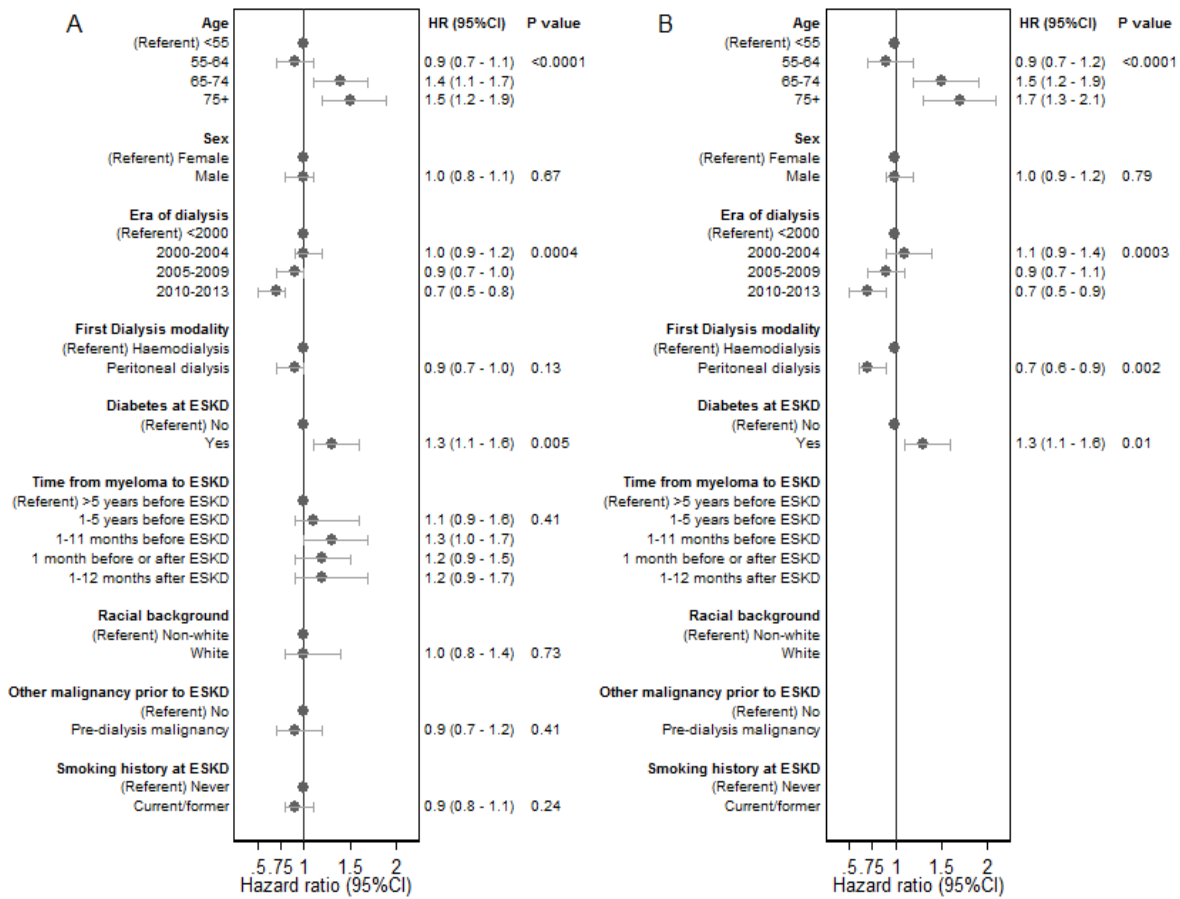 A
Age HR (95%CI) P value
(Referent) <55
55-64 0.9 (0.7 - 1.1) <0.0001
65-74 1.4 (1.1 - 1.7)
75+ 1.5 (1.2 - 1.9)
Sex
(Referent) Female
Male 1.0 (0.8 - 1.1) 0.67
Era of dialysis
(Referent) <2000
2000-2004 1.0 (0.9 - 1.2) 0.0004
2005-2009 0.9 (0.7 - 1.0)
2010-2013 0.7 (0.5 - 0.8)
First Dialysis modality
(Referent) Haemodialysis
Peritoneal dialysis 0.9 (0.7 - 1.0) 0.13
Diabetes at ESKD
(Referent) No
Yes 1.3 (1.1 - 1.6) 0.005
Time from myeloma to ESKD
(Referent) >5 years before ESKD
1-5 years before ESKD 1.1 (0.9 - 1.6) 0.41
1-11 months before ESKD 1.3 (1.0 - 1.7)
1 month before or after ESKD 1.2 (0.9 - 1.5)
1-12 months after ESKD 1.2 (0.9 - 1.7)
Racial background
(Referent) Non-white
White 1.0 (0.8 - 1.4) 0.73
Other malignancy prior to ESKD
(Referent) No
Pre-dialysis malignancy 0.9 (0.7 - 1.2) 0.41
Smoking history at ESKD
(Referent) Never
Current/former 0.9 (0.8 - 1.1) 0.24
.5 .75 1 1.5 2
Hazard ratio (95%CI)
B
Age HR (95%CI) P value
(Referent) <55
55-64 0.9 (0.7 - 1.2) <0.0001
65-74 1.5 (1.2 - 1.9)
75+ 1.7 (1.3 - 2.1)
Sex
(Referent) Female
Male 1.0 (0.9 - 1.2) 0.79
Era of dialysis
(Referent) <2000
2000-2004 1.1 (0.9 - 1.4) 0.0003
2005-2009 0.9 (0.7 - 1.1)
2010-2013 0.7 (0.5 - 0.9)
First Dialysis modality
(Referent) Haemodialysis
Peritoneal dialysis 0.7 (0.6 - 0.9) 0.002
Diabetes at ESKD
(Referent) No
Yes 1.3 (1.1 - 1.6) 0.01
Time from myeloma to ESKD
(Referent) >5 years before ESKD
1-5 years before ESKD
1-11 months before ESKD
1 month before or after ESKD
1-12 months after ESKD
Racial background
(Referent) Non-white
White
Other malignancy prior to ESKD
(Referent) No
Pre-dialysis malignancy
Smoking history at ESKD
(Referent) Never
Current/former
.5 .75 1 1.5 2
Hazard ratio (95%CI)